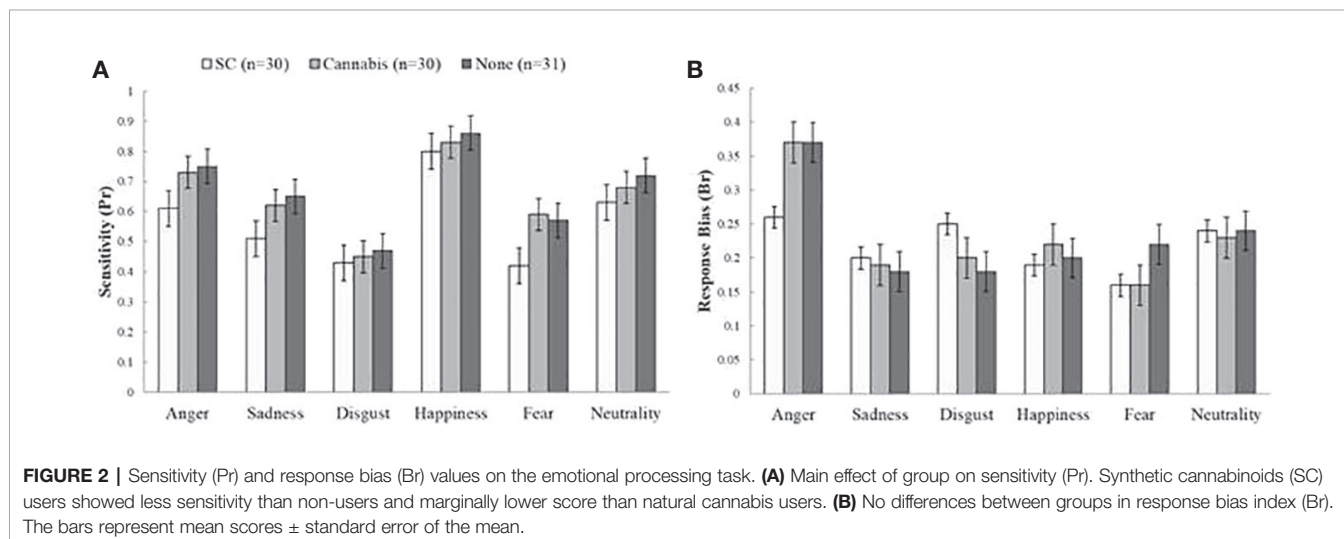 A
SC (n=30) Cannabis (n=30) None (n=31)
Sensitivity (Pr)
1
0.9
0.8
0.7
0.6
0.5
0.4
0.3
0.2
0.1
0
Anger Sadness Disgust Happiness Fear Neutrality
B
Response Bias (Br)
0.45
0.4
0.35
0.3
0.25
0.2
0.15
0.1
0.05
0
Anger Sadness Disgust Happiness Fear Neutrality
FIGURE 2 | Sensitivity (Pr) and response bias (Br) values on the emotional processing task. (A) Main effect of group on sensitivity (Pr). Synthetic cannabinoids (SC)
users showed less sensitivity than non-users and marginally lower score than natural cannabis users. (B) No differences between groups in response bias index (Br).
The bars represent mean scores ± standard error of the mean.